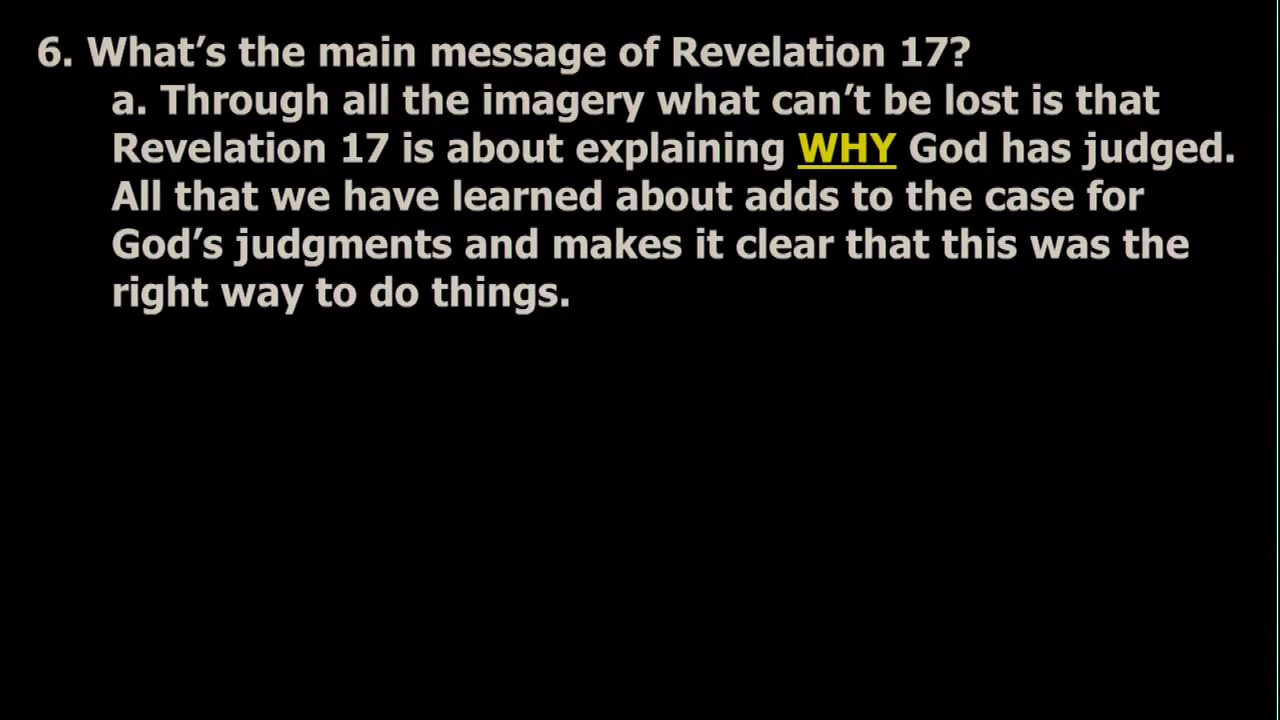 6. What’s the main message of Revelation 17?
a. Through all the imagery what can’t be lost is that
Revelation 17 is about explaining WHY God has judged.
All that we have learned about adds to the case for
God’s judgments and makes it clear that this was the
right way to do things.